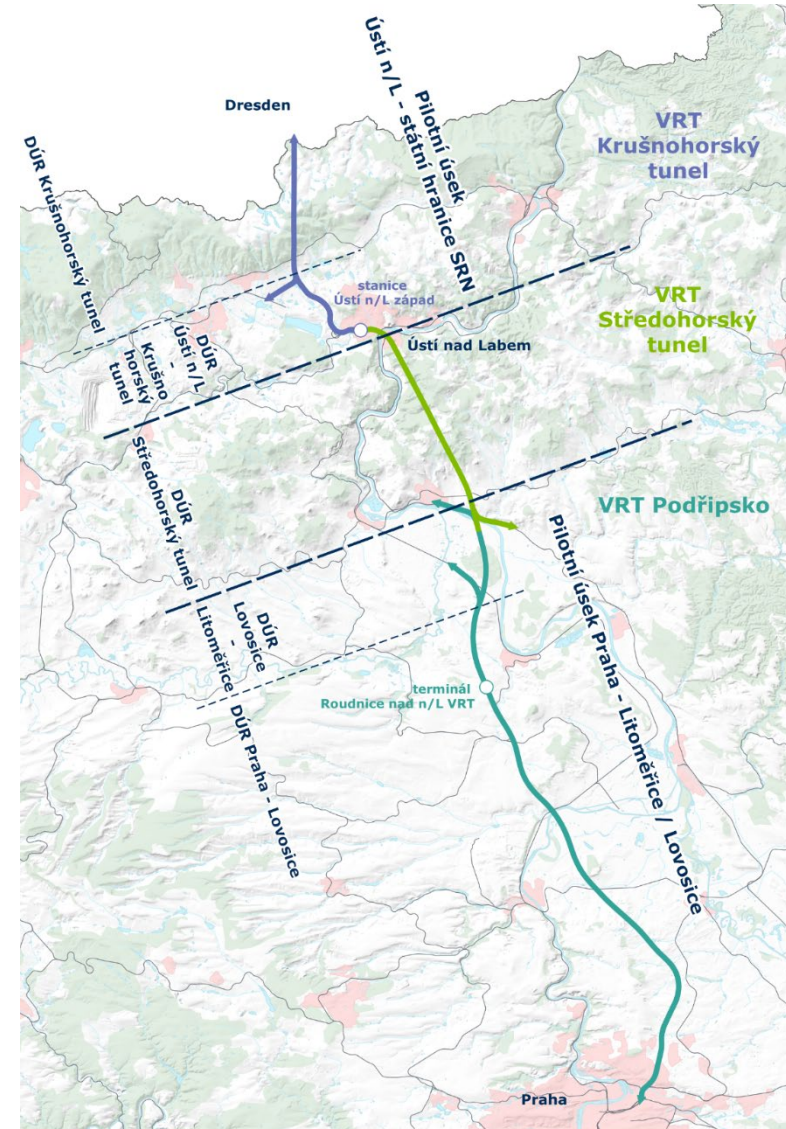 Dresden
Pilotní úsek
Ústí n/L - státní hranice SRN
VRT
Krušnohorský
tunel
DÚR Krušnohorský tunel
stanice
Ústí n/L západ
VRT
Středohorský
tunel
DÚR
Ústí n/L
-
Krušno
horský
tunel
Ústí nad Labem
DÚR
Středohorský tunel
VRT Podřipsko
Pilotní úsek Praha - Litoměřice / Lovosice
DÚR
Lovosice -
Litoměřice
terminál
Roudnice nad n/L VRT
DÚR Praha - Lovosice
Praha